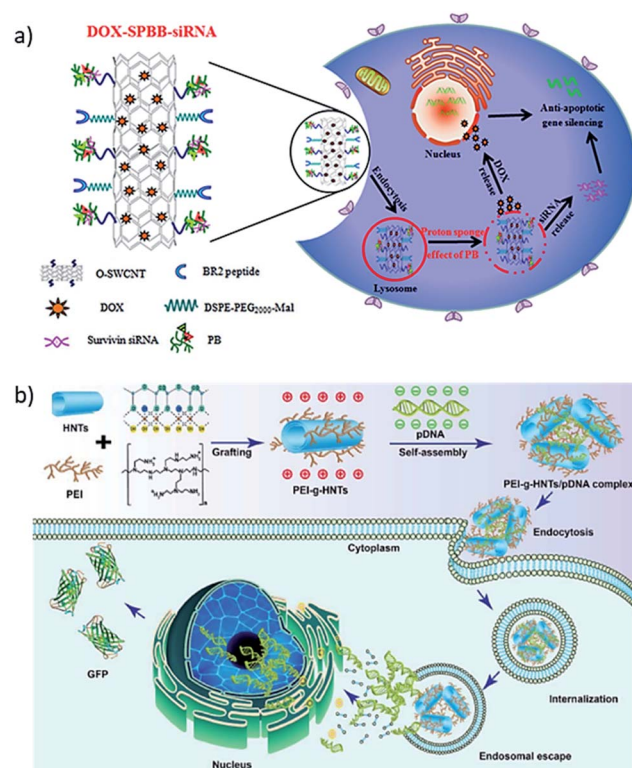 a)
DOX-SPBB-siRNA
Nucleus
Anti-apoptotic
gene silencing
Endocytosis
DOX
release
siRNA
release
Proton sponge
effect of PB
Lysosome
O-SWCNT
BR2 peptide
DOX
DSPE-PEG2000-Mal
Survivin siRNA
PB
b)
HNTs
PEI
Grafting
PEI-g-HNTs
pDNA
Self-assembly
PEI-g-HNTs/pDNA complex
Endocytosis
Cytoplasm
GFP
Internalization
Nucleus
Endosomal escape